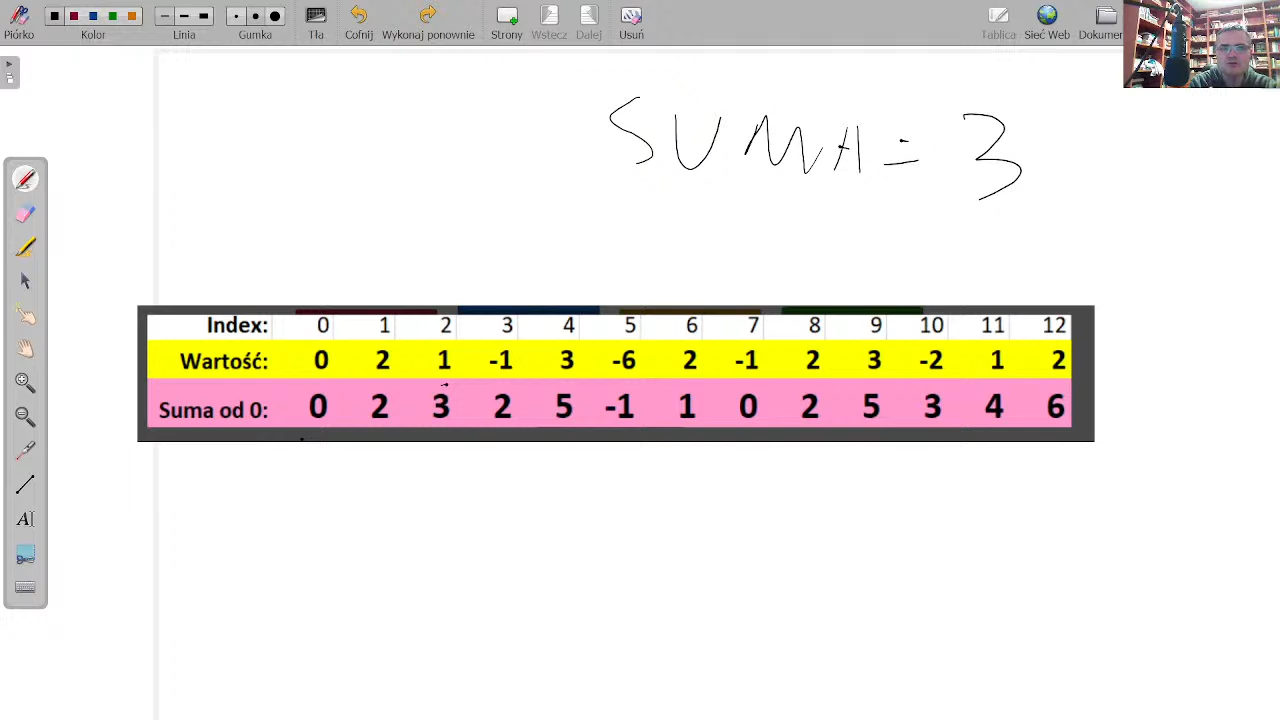 Piórko Kolor Linia Gumka Tła Cofnij Wykonaj ponownie Strony Wstecz Dalej Usuń Tablica Sieć Web Dokument
SUMA = 3
Index: 0 1 2 3 4 5 6 7 8 9 10 11 12
Wartość: 0 2 1 -1 3 -6 2 -1 2 3 -2 1 2
Suma od 0: 0 2 3 2 5 -1 1 0 2 5 3 4 6